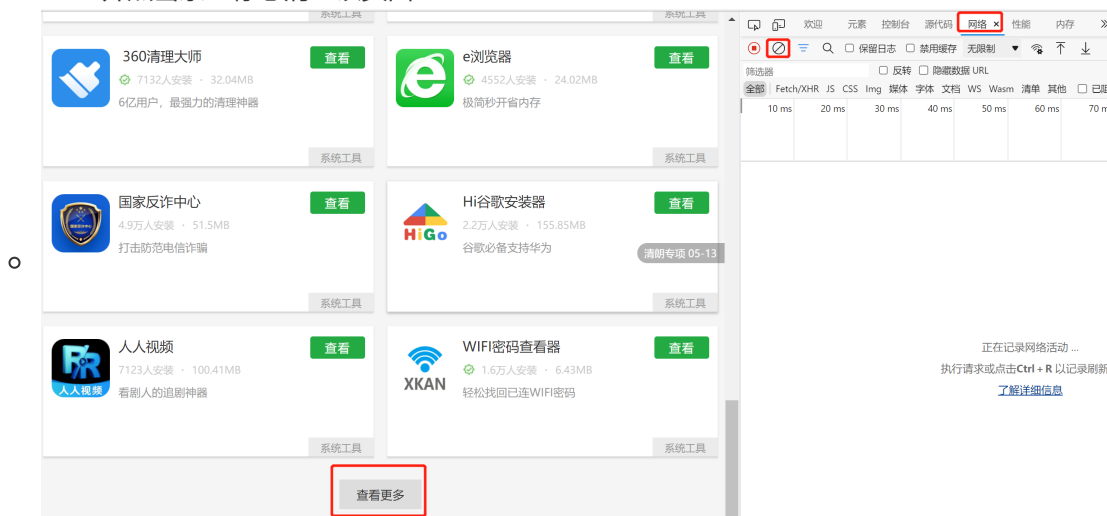 系统工具
系统工具
360清理大师
查看
7132人安装 · 32.04MB
6亿用户，最强力的清理神器
系统工具
e浏览器
查看
4552人安装 · 24.02MB
极简秒开省内存
系统工具
国家反诈中心
查看
4.9万人安装 · 51.5MB
打击防范电信诈骗
系统工具
HiGo
Hi谷歌安装器
查看
2.2万人安装 · 155.85MB
谷歌必备支持华为
清朗专项 05-13
系统工具
人人视频
人人视频
查看
7123人安装 · 100.41MB
看剧人的追剧神器
系统工具
XKAN
WIFI密码查看器
查看
1.6万人安装 · 6.43MB
轻松找回已连WIFI密码
系统工具
查看更多
欢迎 元素 控制台 源代码 网络 × 性能 内存
保留日志 禁用缓存 无限制
筛选器 反转 隐藏数据 URL
全部 Fetch/XHR JS CSS Img 媒体 字体 文档 WS Wasm 清单 其他
10 ms 20 ms 30 ms 40 ms 50 ms 60 ms
正在记录网络活动 ...
执行请求或点击Ctrl + R 以记录刷新
了解详细信息